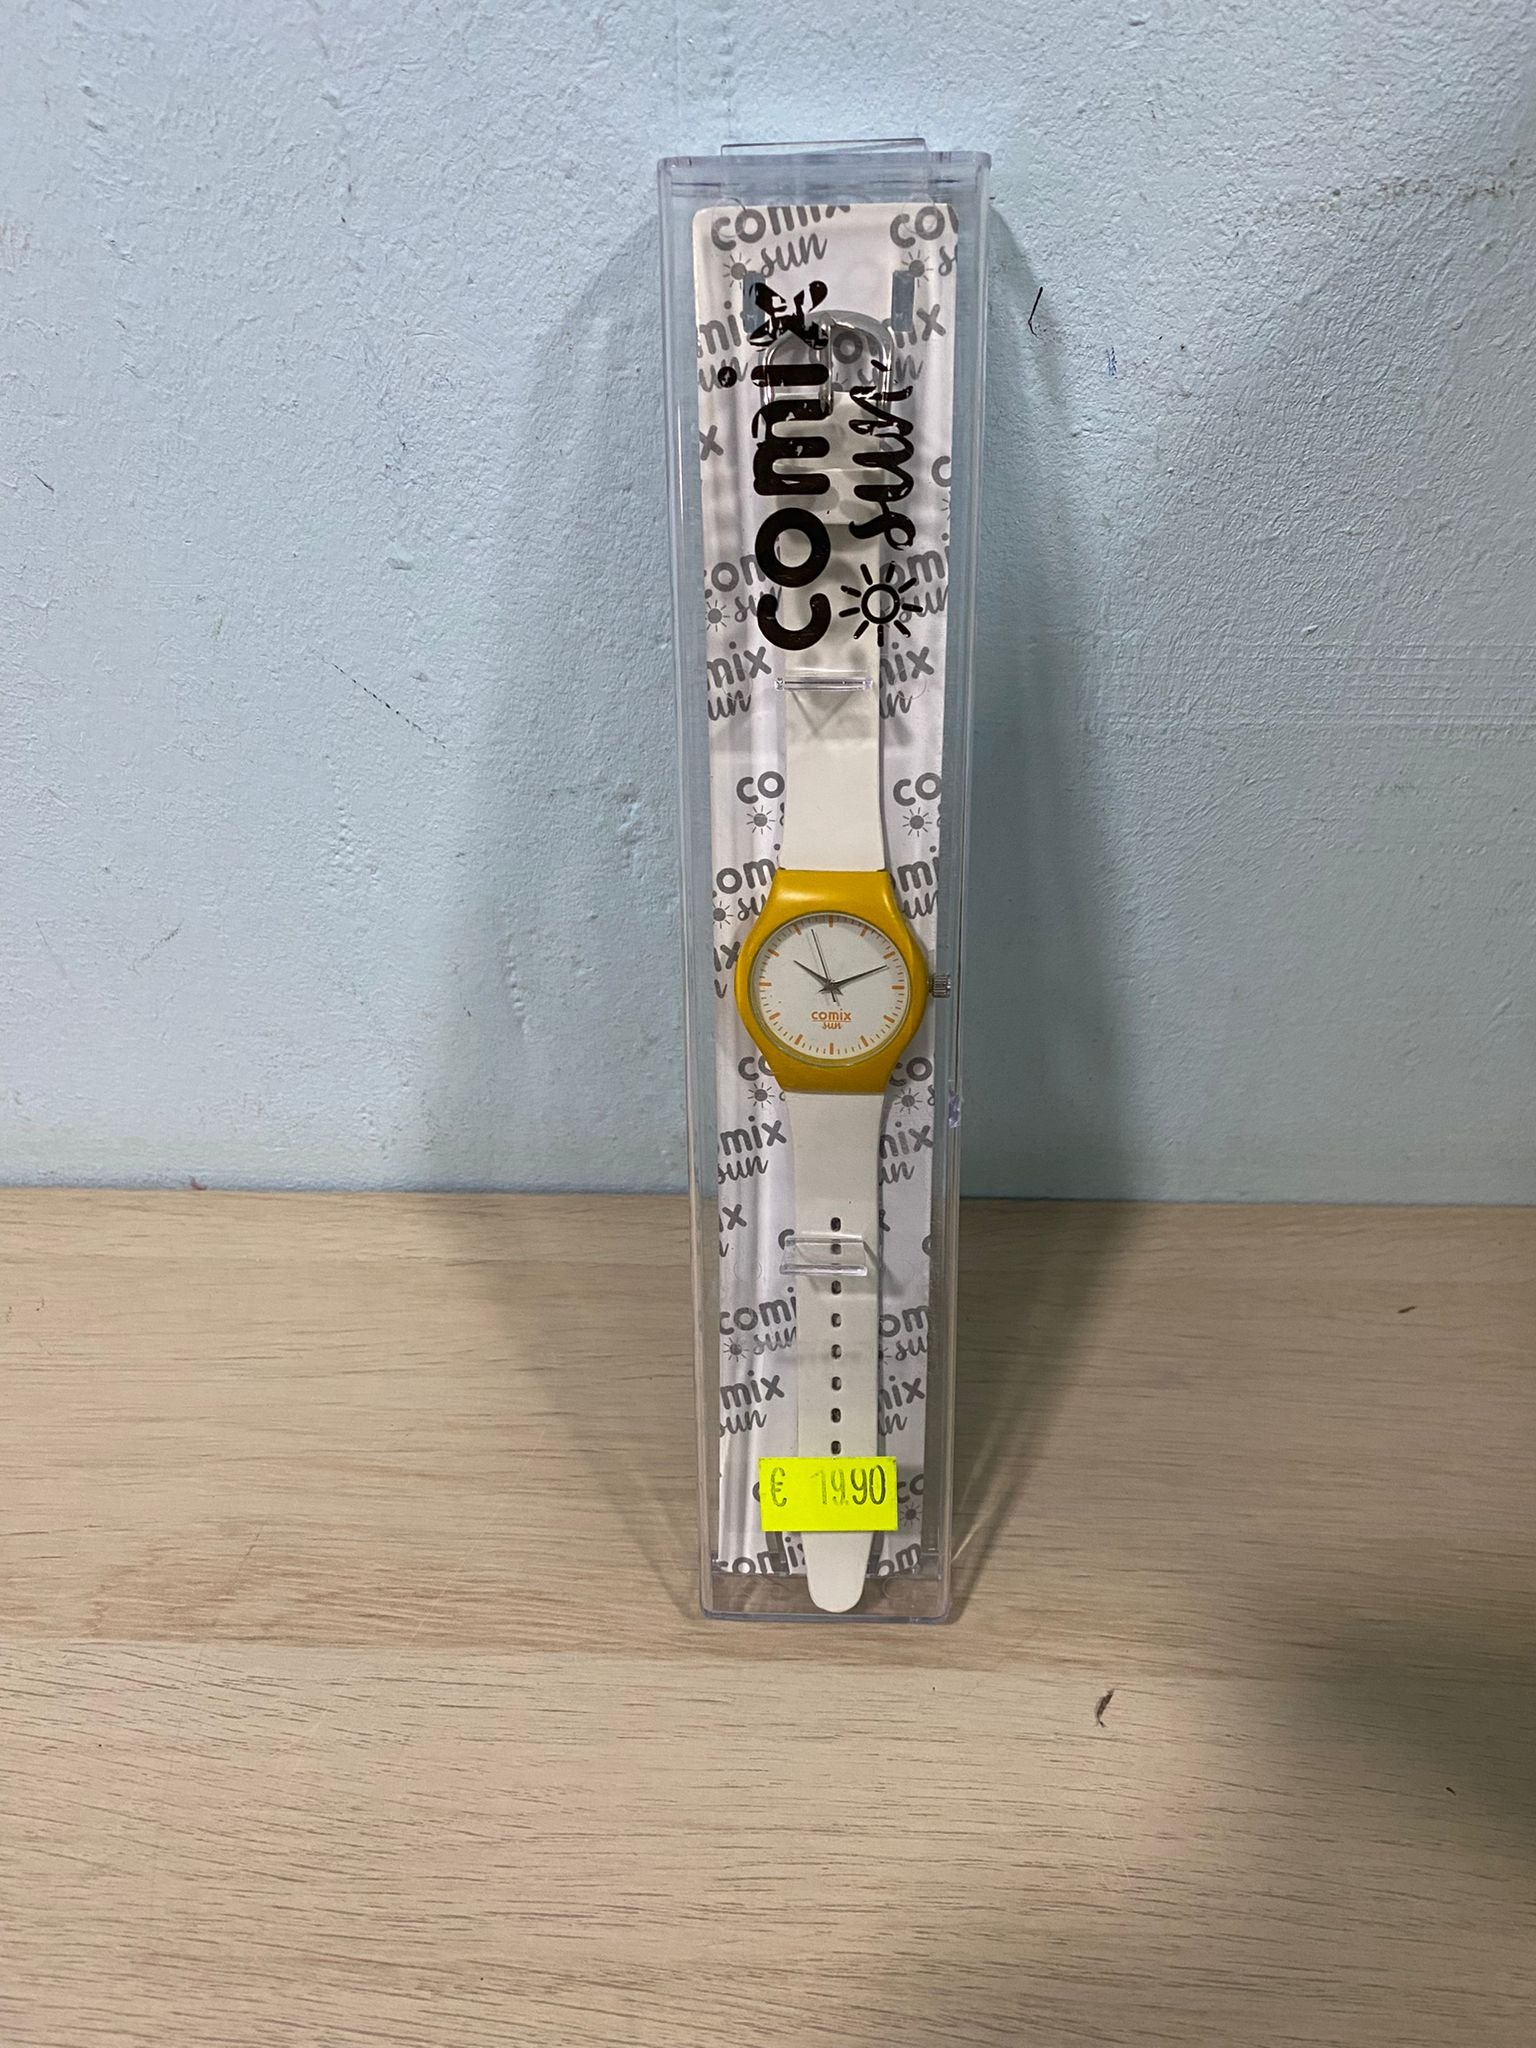 comix
sun
comix
sun
€ 19.90